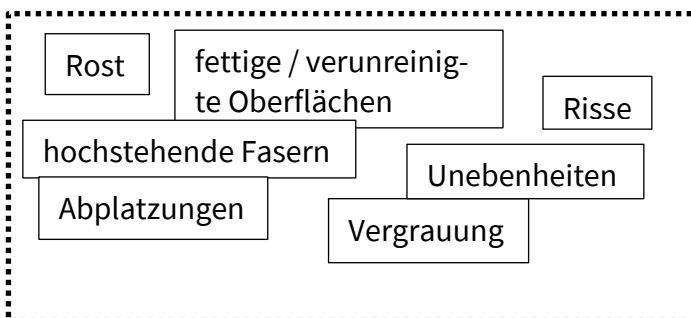 Rost
fettige / verunreinig-
te Oberflächen
Risse
hochstehende Fasern
Unebenheiten
Abplatzungen
Vergrauung